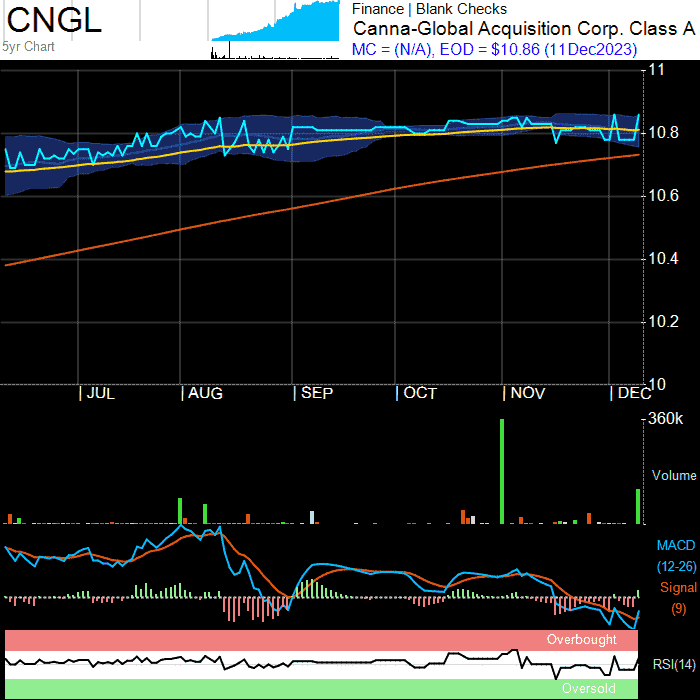 CNGL
5yr Chart
Finance | Blank Checks
Canna-Global Acquisition Corp. Class A
MC = (N/A), EOD = $10.86 (11Dec2023)
11
10.8
10.6
10.4
10.2
10
JUL AUG SEP OCT NOV DEC
360k
Volume
MACD
(12-26)
Signal
(9)
Overbought
RSI(14)
Oversold